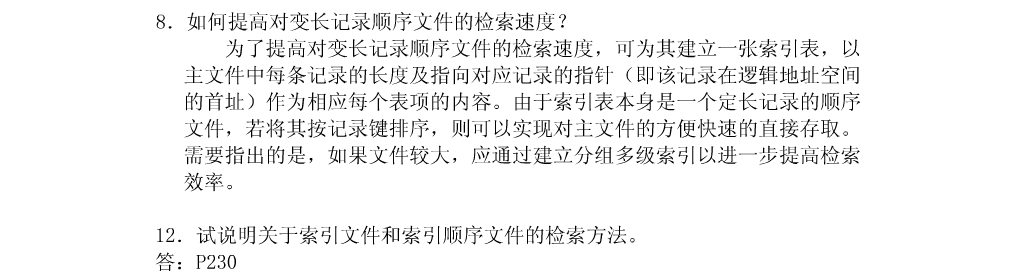 8．如何提高对变长记录顺序文件的检索速度？
为了提高对变长记录顺序文件的检索速度，可为其建立一张索引表，以
主文件中每条记录的长度及指向对应记录的指针（即该记录在逻辑地址空间
的首址）作为相应每个表项的内容。由于索引表本身是一个定长记录的顺序
文件，若将其按记录键排序，则可以实现对主文件的方便快速的直接存取。
需要指出的是，如果文件较大，应通过建立分组多级索引以进一步提高检索
效率。
12．试说明关于索引文件和索引顺序文件的检索方法。
答：P230